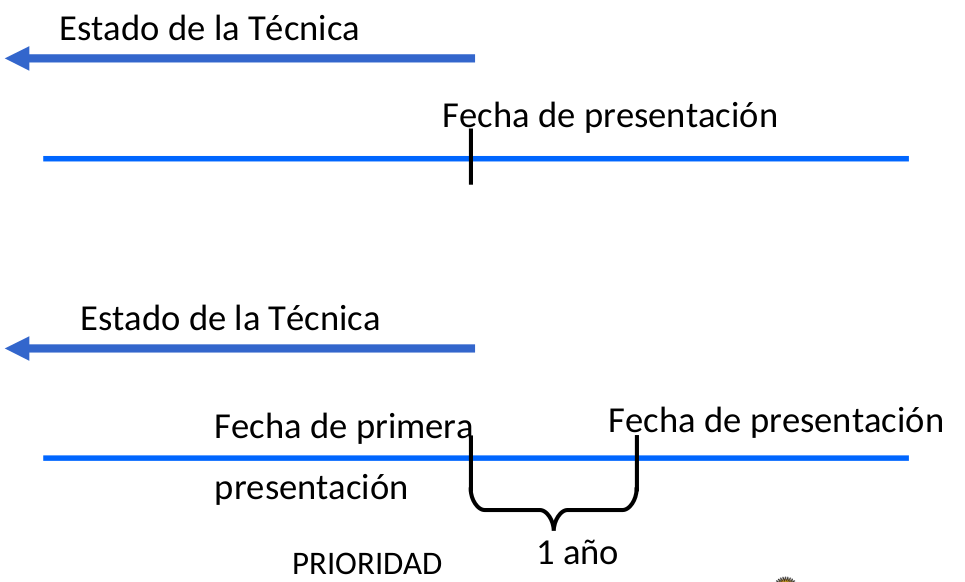 Estado de la Técnica
Fecha de presentación
Estado de la Técnica
Fecha de primera
presentación
Fecha de presentación
1 año
PRIORIDAD